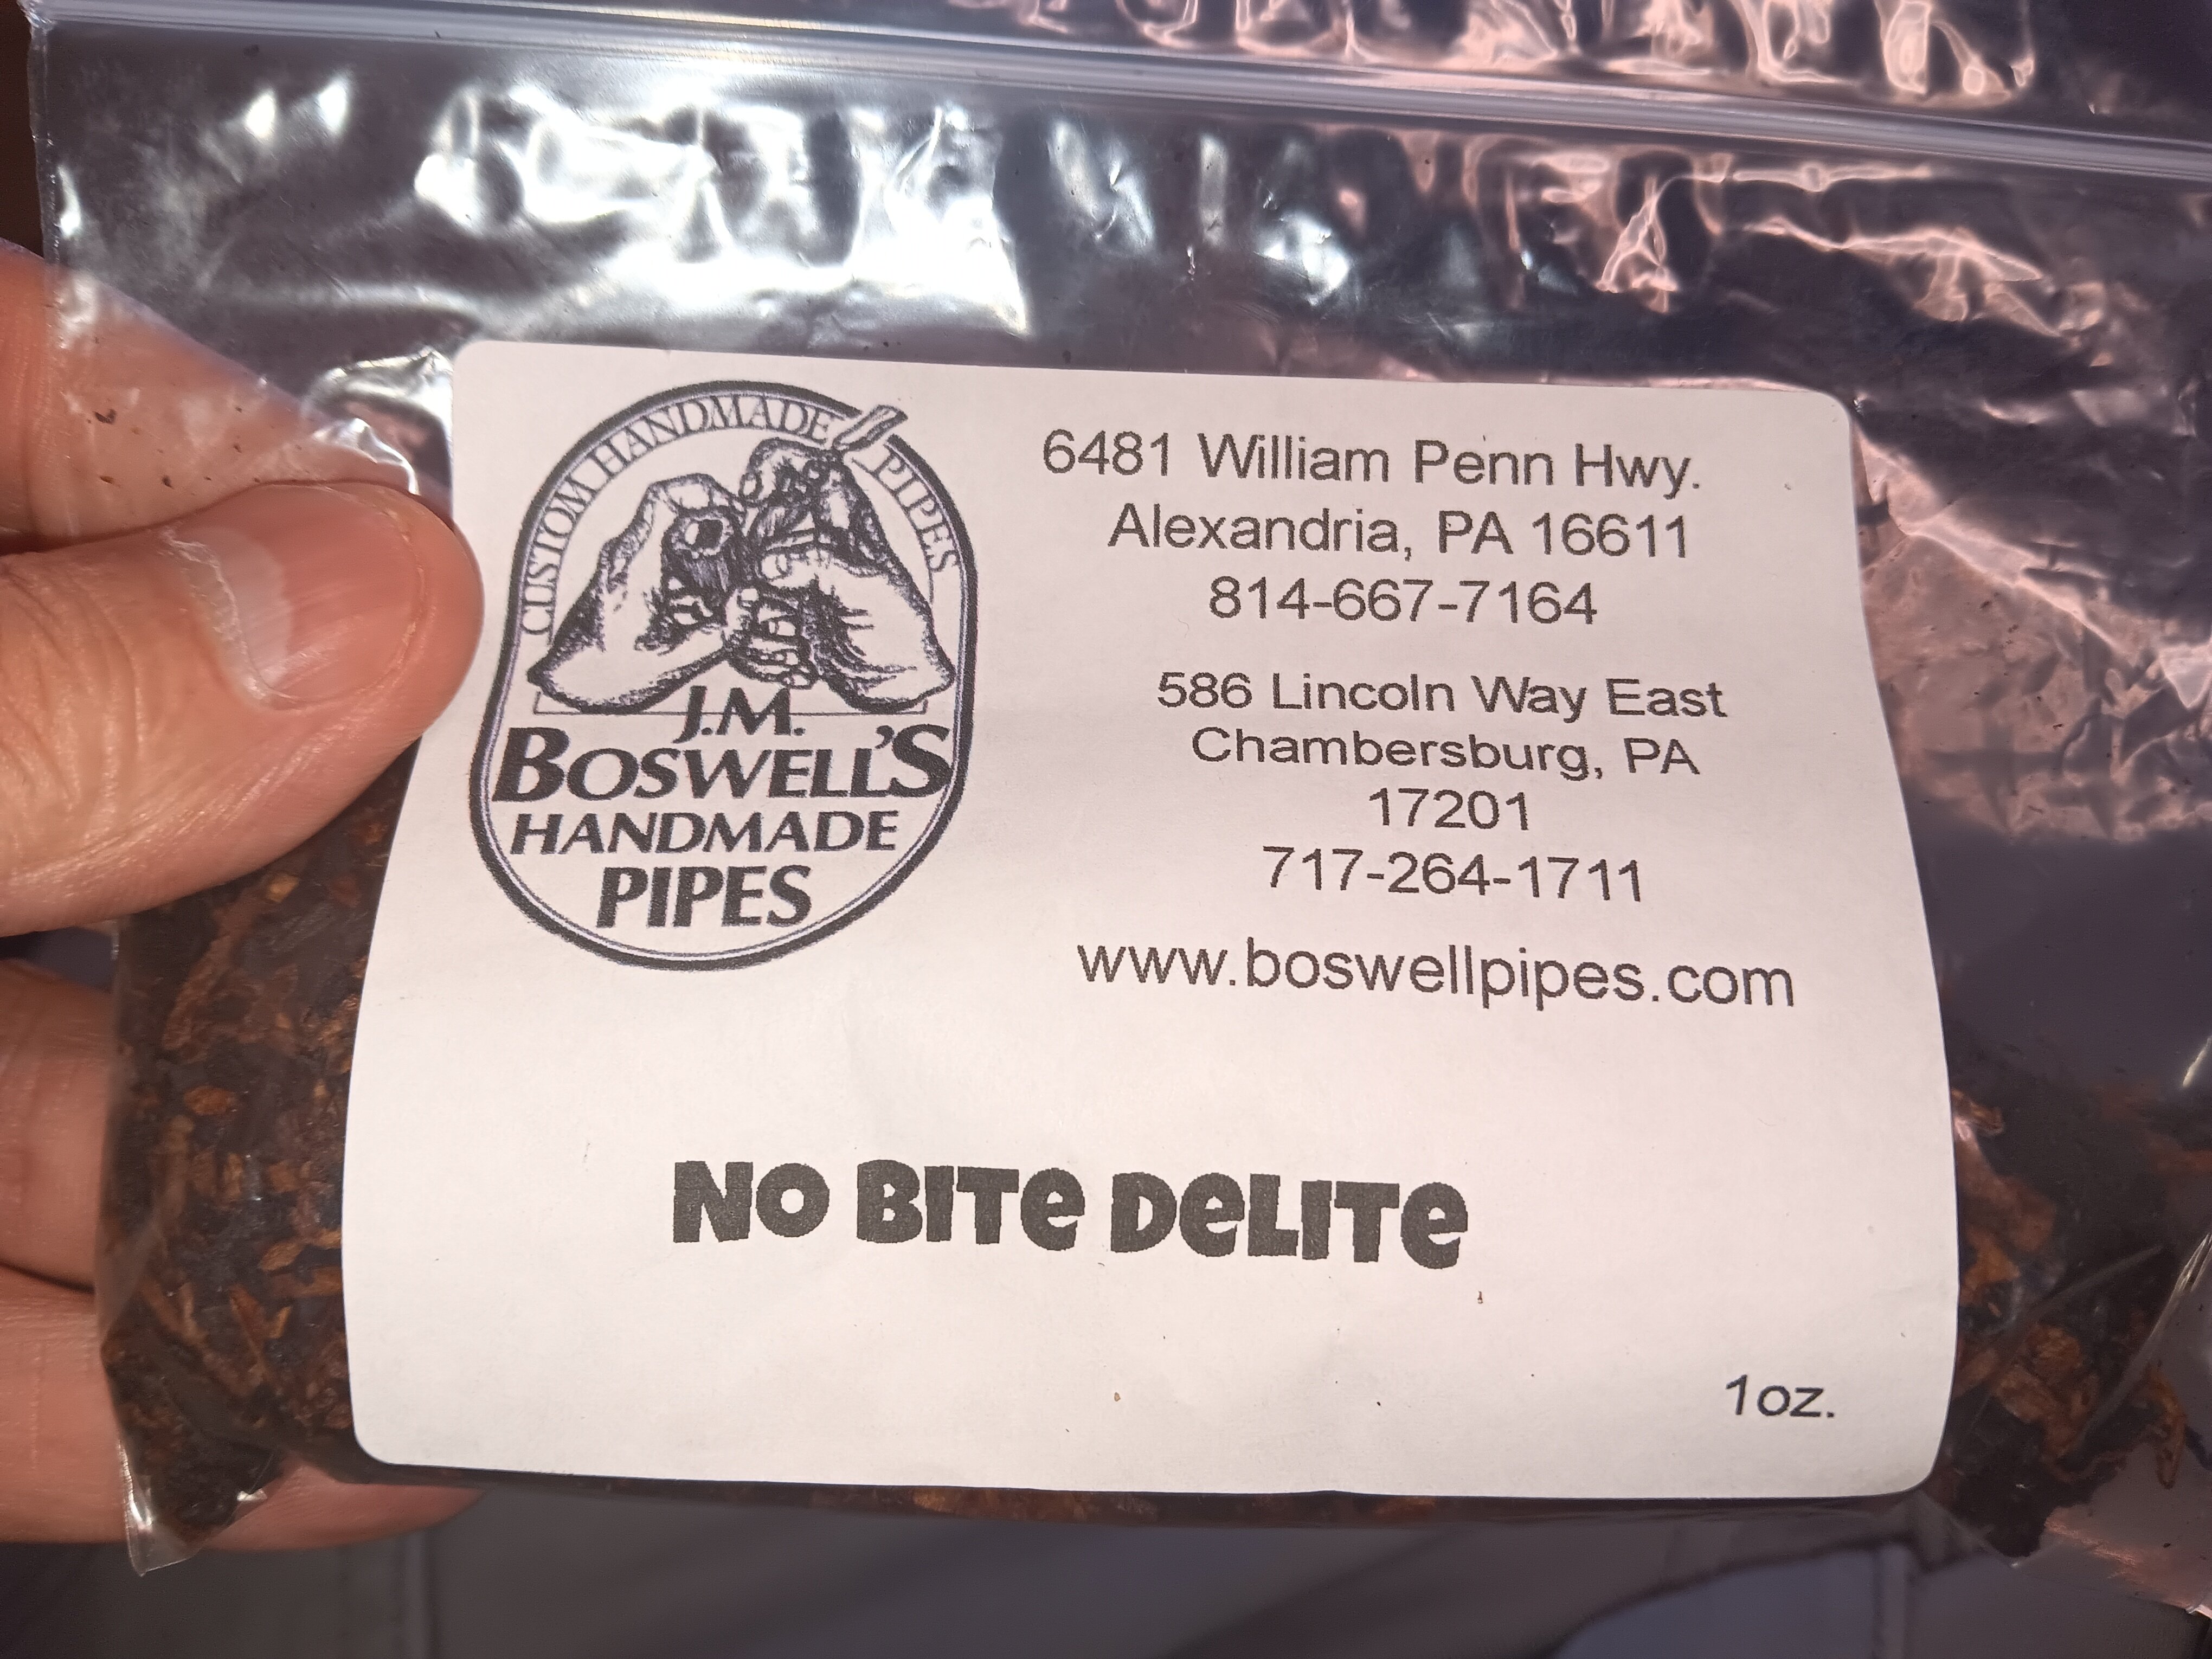 CUSTOM HANDMADE PIPES
J.M.
BOSWELL'S
HANDMADE
PIPES
6481 William Penn Hwy.
Alexandria, PA 16611
814-667-7164
586 Lincoln Way East
Chambersburg, PA
17201
717-264-1711
www.boswellpipes.com
NO BITe DeLITe
1oz.